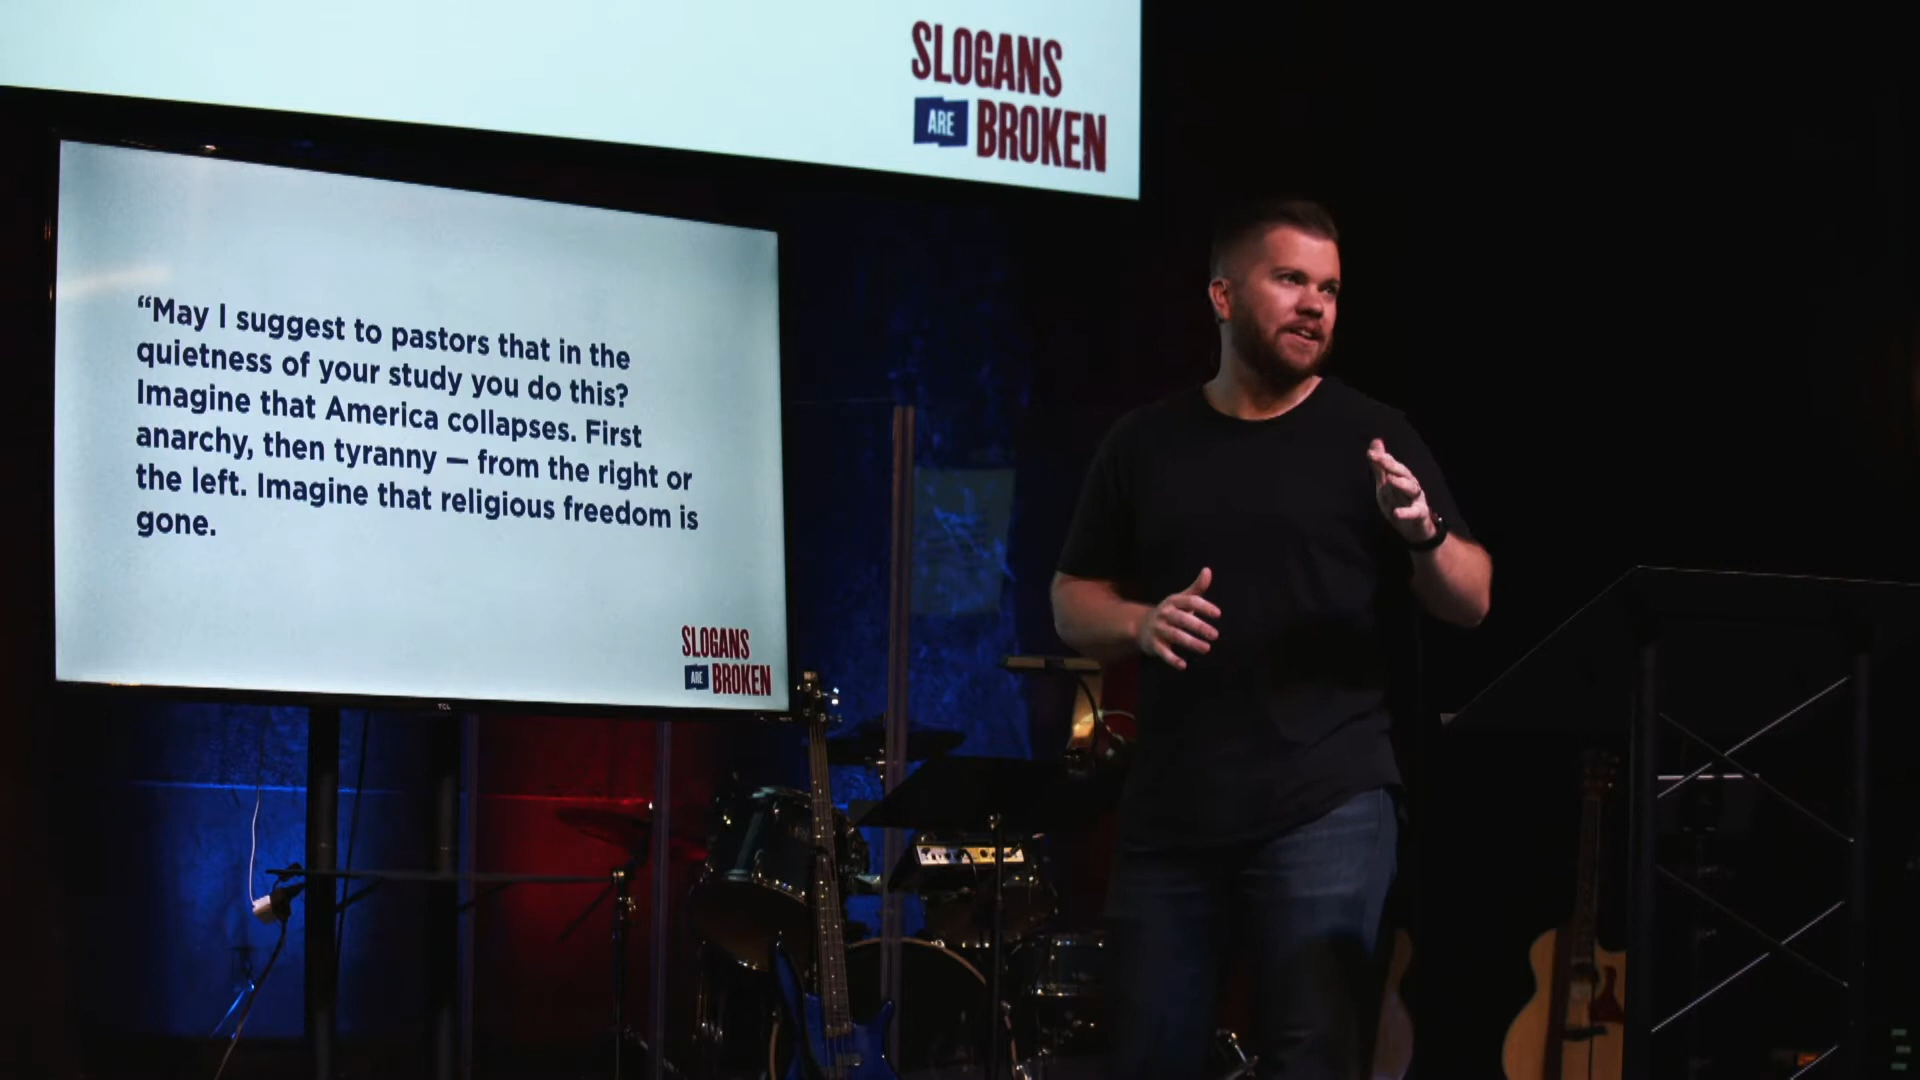 SLOGANS
ARE BROKEN
“May I suggest to pastors that in the
quietness of your study you do this?
Imagine that America collapses. First
anarchy, then tyranny — from the right or
the left. Imagine that religious freedom is
gone.
SLOGANS
ARE BROKEN
TCL